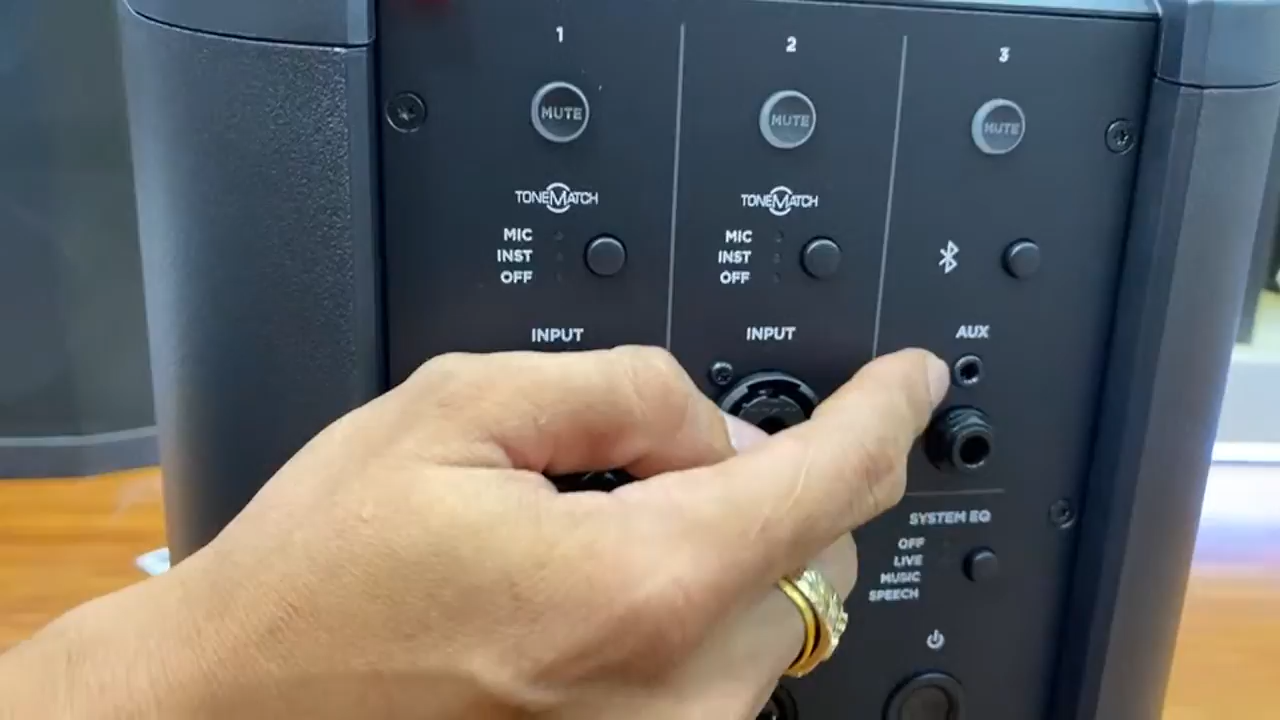 1
2
3
MUTE
MUTE
MUTE
TONEMATCH
TONEMATCH
MIC
INST
OFF
MIC
INST
OFF
INPUT
INPUT
AUX
SYSTEM EQ
OFF
LIVE
MUSIC
SPEECH